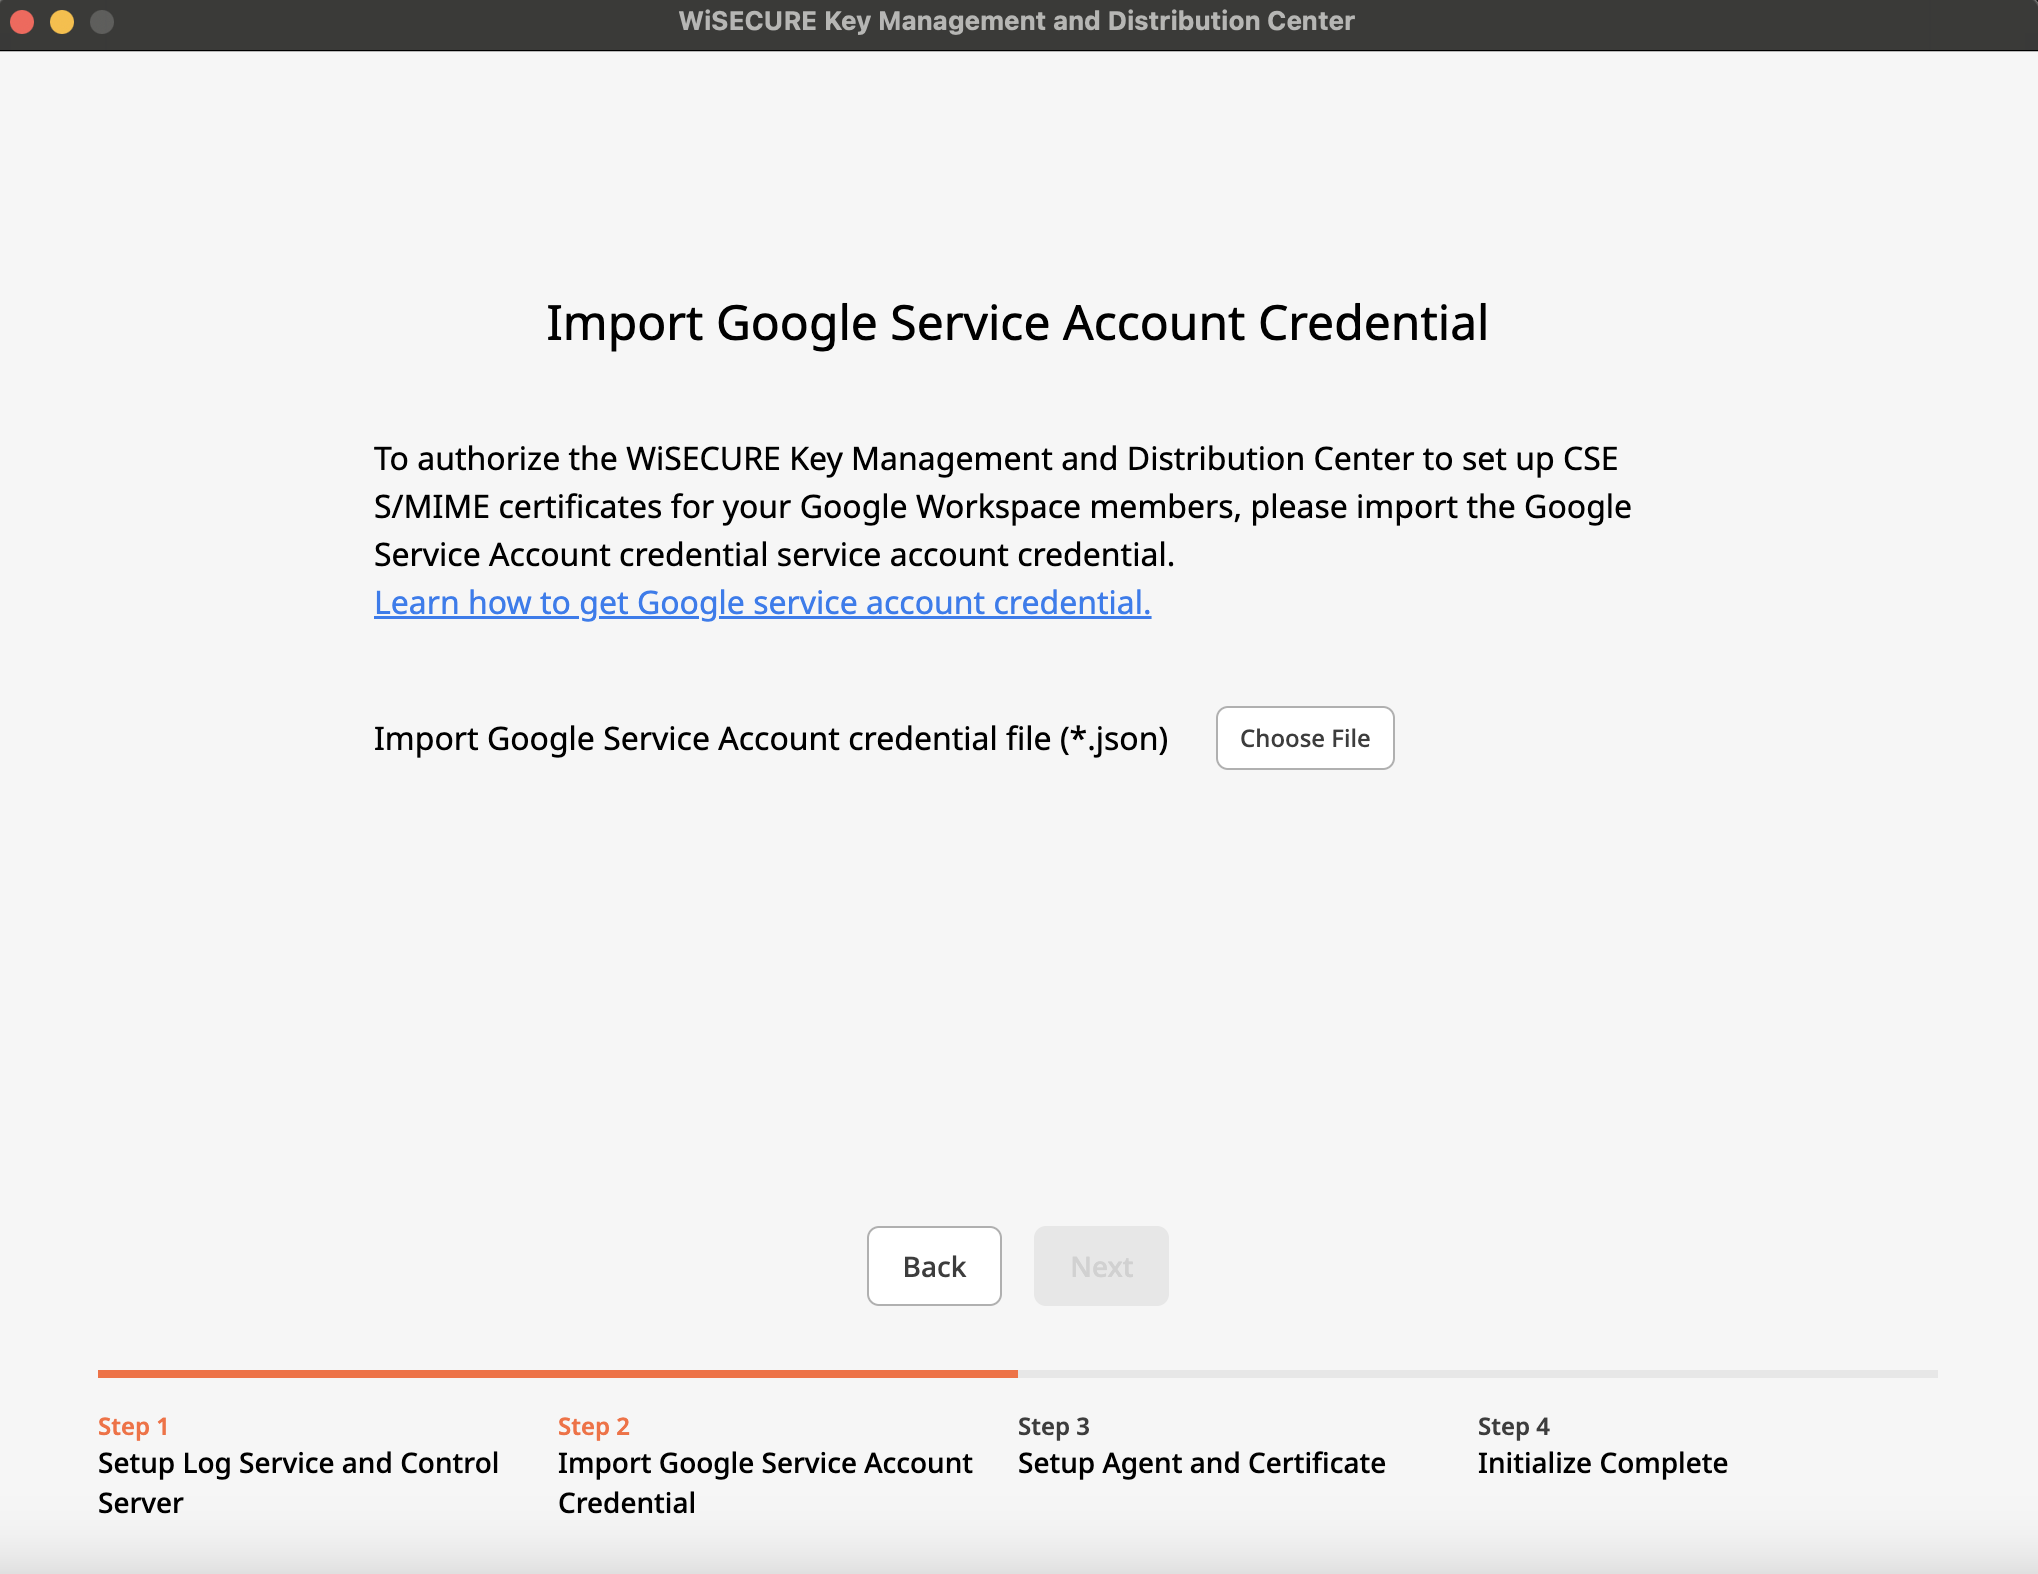 WiSECURE Key Management and Distribution Center
Import Google Service Account Credential
To authorize the WiSECURE Key Management and Distribution Center to set up CSE
S/MIME certificates for your Google Workspace members, please import the Google
Service Account credential service account credential.
Learn how to get Google service account credential.
Import Google Service Account credential file (*.json)
Choose File
Back
Next
Step 1
Setup Log Service and Control
Server
Step 2
Import Google Service Account
Credential
Step 3
Setup Agent and Certificate
Step 4
Initialize Complete